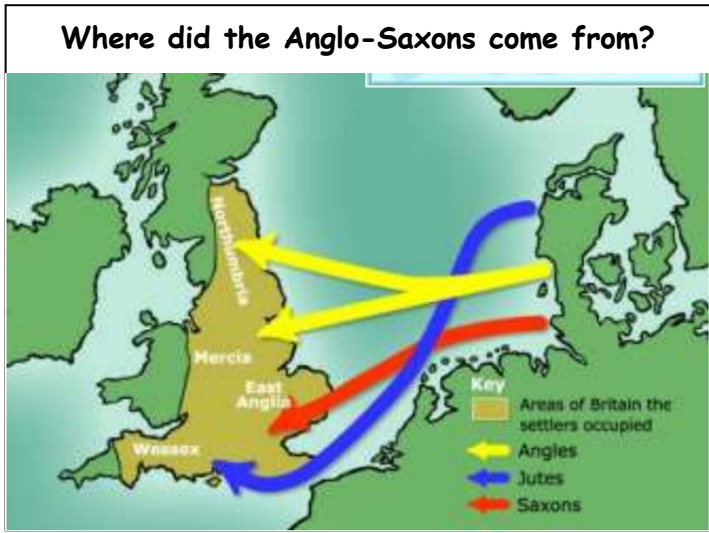 Where did the Anglo-Saxons come from?
Northumbria
Mercia
East
Anglia
Wessex
Key
Areas of Britain the
settlers occupied
Angles
Jutes
Saxons